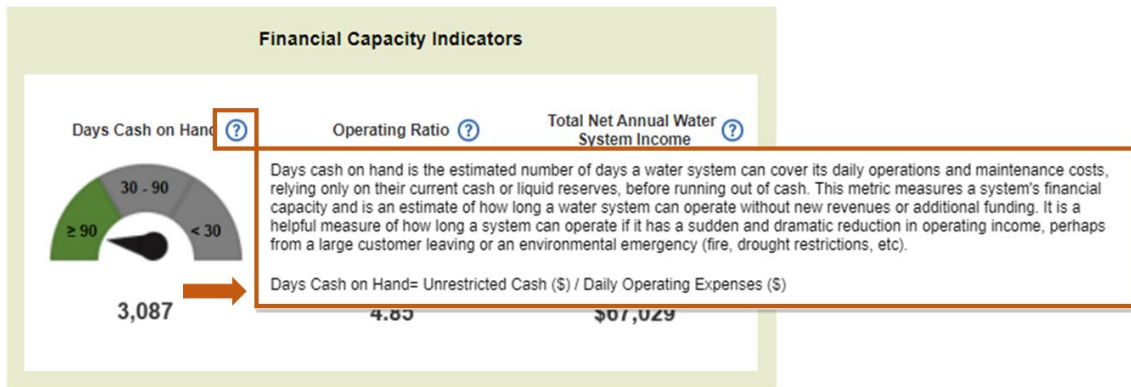 Financial Capacity Indicators
Days Cash on Hand ?
Operating Ratio ?
Total Net Annual Water
System Income ?
Days cash on hand is the estimated number of days a water system can cover its daily operations and maintenance costs,
relying only on their current cash or liquid reserves, before running out of cash. This metric measures a system's financial
capacity and is an estimate of how long a water system can operate without new revenues or additional funding. It is a
helpful measure of how long a system can operate if it has a sudden and dramatic reduction in operating income, perhaps
from a large customer leaving or an environmental emergency (fire, drought restrictions, etc).
Days Cash on Hand= Unrestricted Cash ($) / Daily Operating Expenses ($)
30 - 90
≥ 90
< 30
3,087
4.85
$67,029